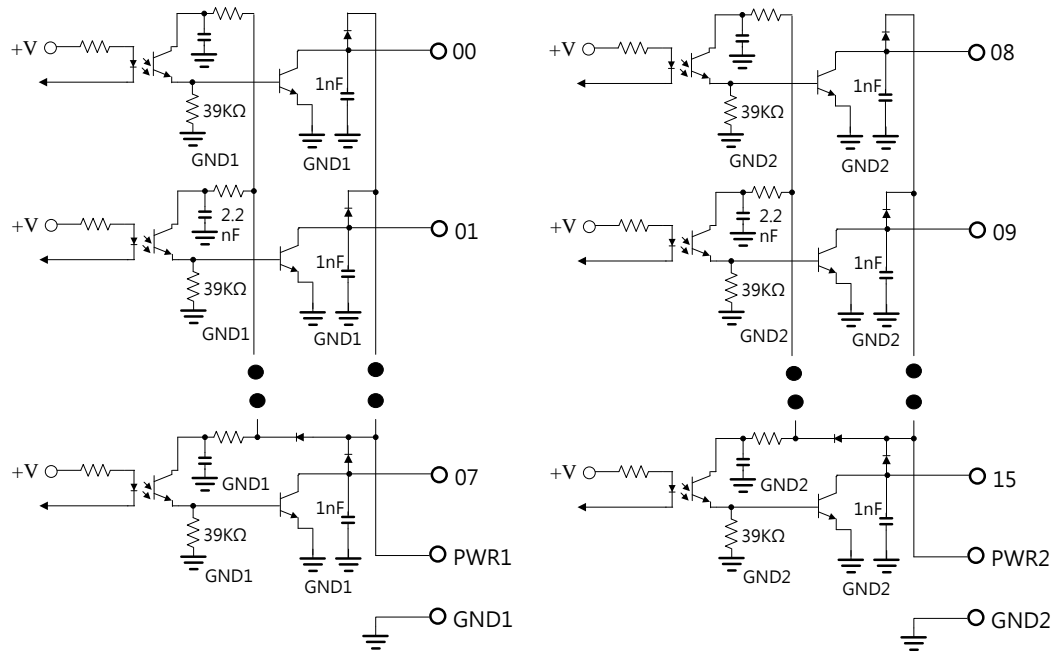 +V
00
1nF
39KΩ
GND1
GND1
2.2
nF
+V
01
1nF
39KΩ
GND1
GND1
+V
07
GND1
1nF
39KΩ
GND1
GND1
PWR1
GND1
+V
08
1nF
39KΩ
GND2
GND2
2.2
nF
+V
09
1nF
39KΩ
GND2
GND2
+V
15
GND2
1nF
39KΩ
GND2
GND2
PWR2
GND2